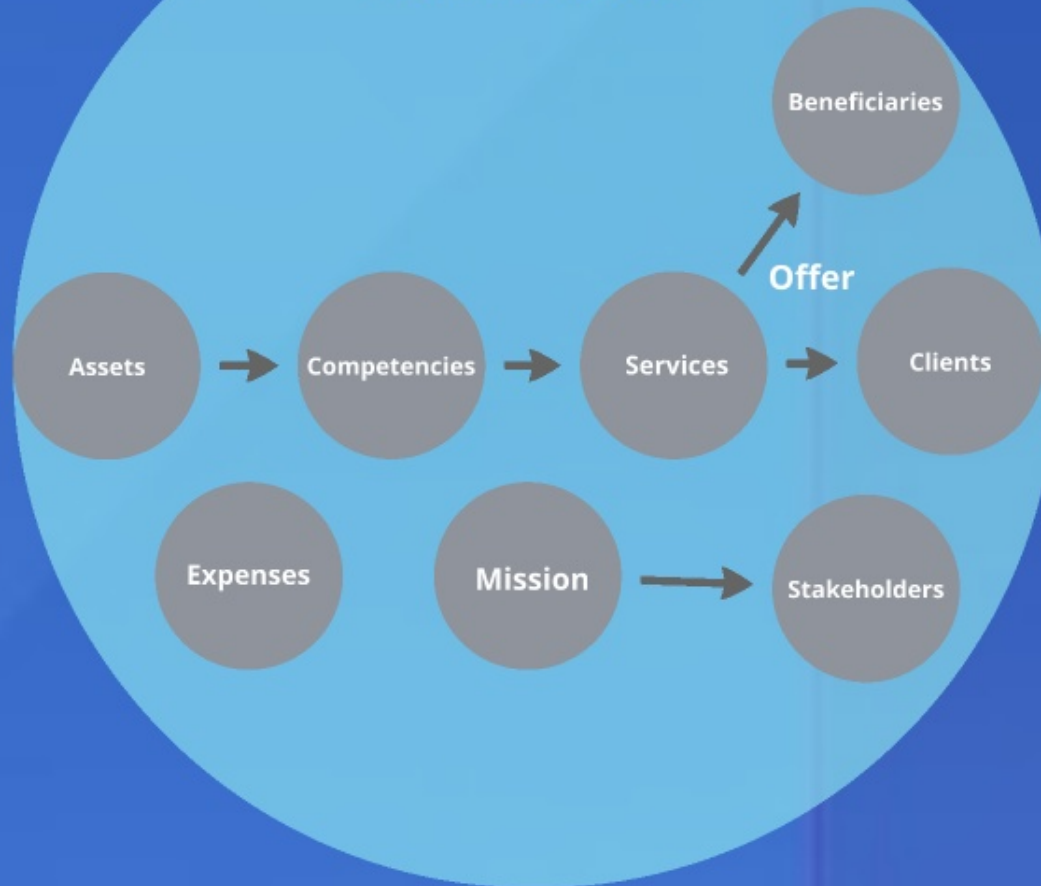 Beneficiaries
Offer
Assets
Competencies
Services
Clients
Expenses
Mission
Stakeholders